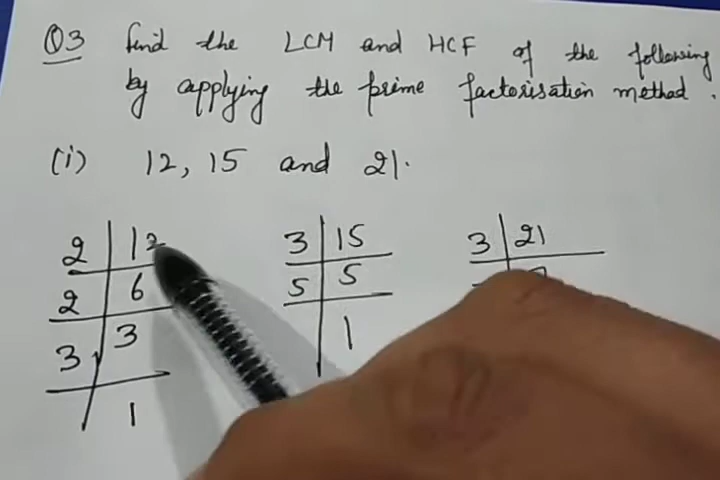 Q3 Find the LCM and HCF of the following
by applying the prime factorisation method.
(i) 12, 15 and 21.
2 | 12
2 | 6
3 | 3
1
3 | 15
5 | 5
1
3 | 21